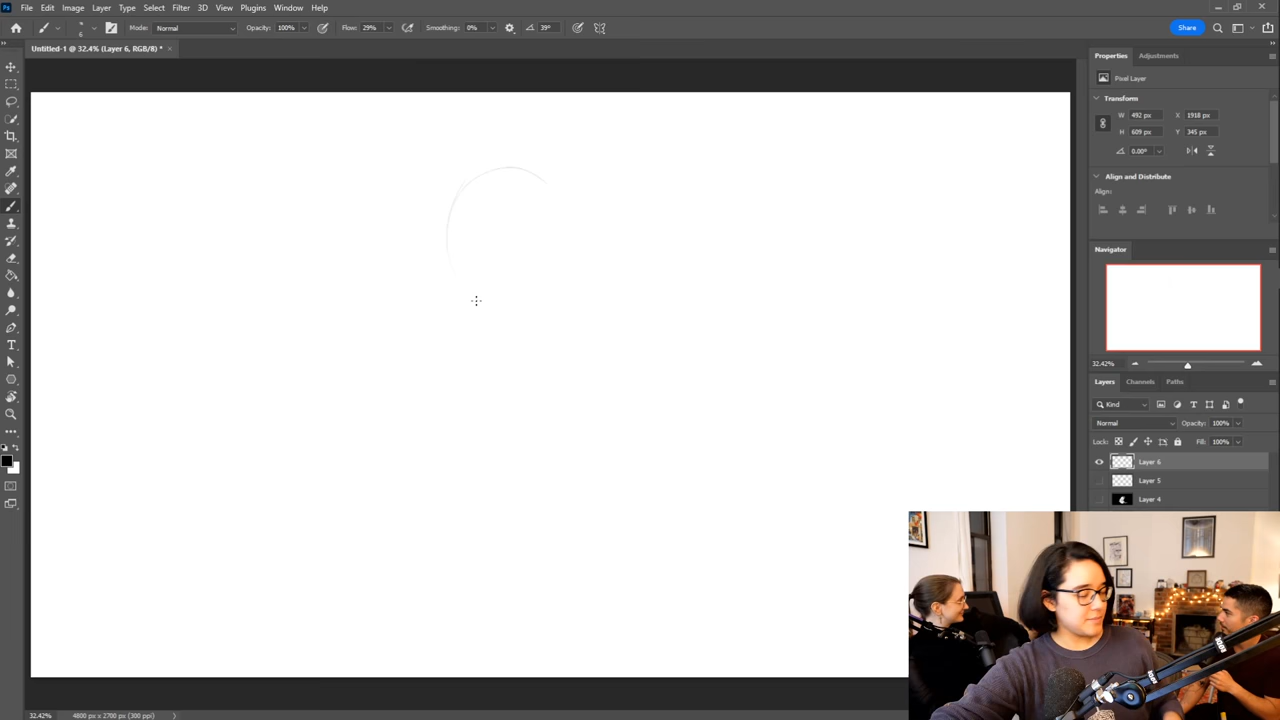 Ps File Edit Image Layer Type Select Filter 3D View Plugins Window Help
6 Mode: Normal Opacity: 100% Flow: 29% Smoothing: 0% 39°
Share
Untitled-1 @ 32.4% (Layer 6, RGB/8) *
Properties Adjustments
Pixel Layer
Transform
W 492 px X 1918 px
H 609 px Y 345 px
0.00°
Align and Distribute
Align:
Navigator
32.42%
Layers Channels Paths
Kind
Normal Opacity: 100%
Lock: Fill: 100%
Layer 6
Layer 5
Layer 4
32.42% 4800 px x 2700 px (300 ppi)